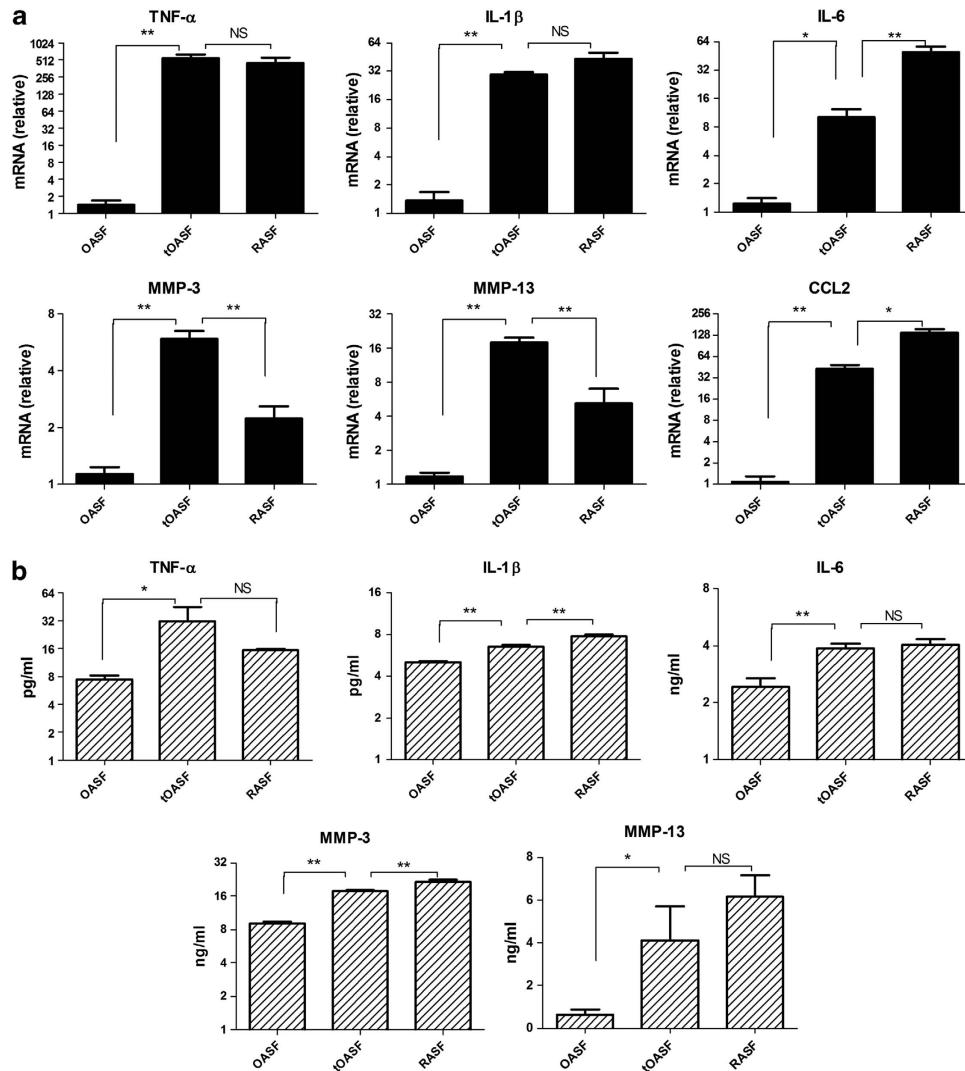 a
TNF-α
mRNA (relative)
1024
512
256
128
64
32
16
8
4
2
1
**
NS
OASF
tOASF
RASF
IL-1β
mRNA (relative)
64
32
16
8
4
2
1
**
NS
OASF
tOASF
RASF
IL-6
mRNA (relative)
64
32
16
8
4
2
1
*
**
OASF
tOASF
RASF
MMP-3
mRNA (relative)
8
4
2
1
**
**
OASF
tOASF
RASF
MMP-13
mRNA (relative)
32
16
8
4
2
1
**
**
OASF
tOASF
RASF
CCL2
mRNA (relative)
256
128
64
32
16
8
4
2
1
**
*
OASF
tOASF
RASF
b
TNF-α
pg/ml
64
32
16
8
4
2
1
*
NS
OASF
tOASF
RASF
IL-1β
pg/ml
16
8
4
2
1
**
**
OASF
tOASF
RASF
IL-6
ng/ml
8
4
2
1
**
NS
OASF
tOASF
RASF
MMP-3
ng/ml
32
16
8
4
2
1
**
**
OASF
tOASF
RASF
MMP-13
ng/ml
8
6
4
2
0
*
NS
OASF
tOASF
RASF